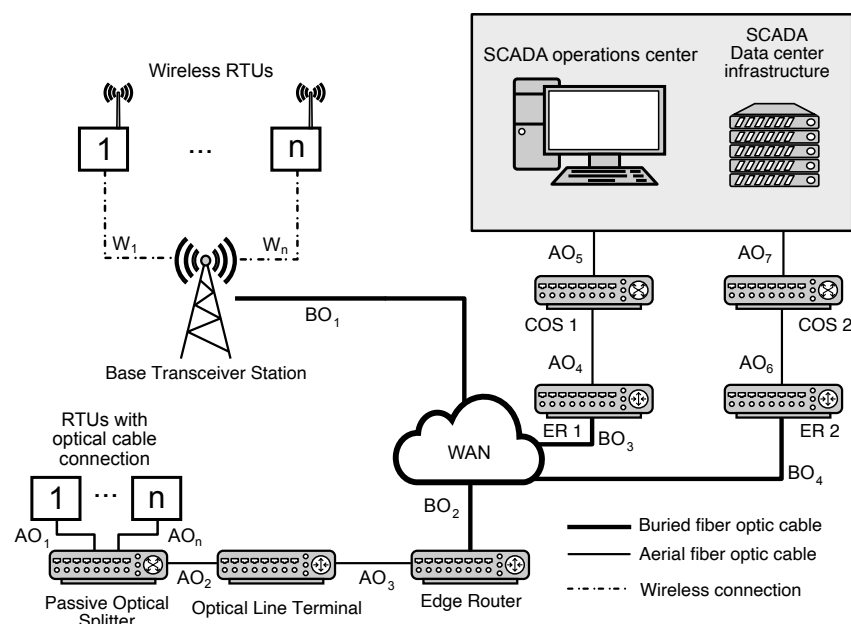 SCADA operations center
SCADA
Data center
infrastructure
Wireless RTUs
1
...
n
W1
Wn
BO1
Base Transceiver Station
AO5
AO7
COS 1
COS 2
AO4
AO6
ER 1
ER 2
BO3
BO4
WAN
BO2
RTUs with
optical cable
connection
1
...
n
AO1
AOn
AO2
AO3
Passive Optical
Splitter
Optical Line Terminal
Edge Router
Buried fiber optic cable
Aerial fiber optic cable
Wireless connection